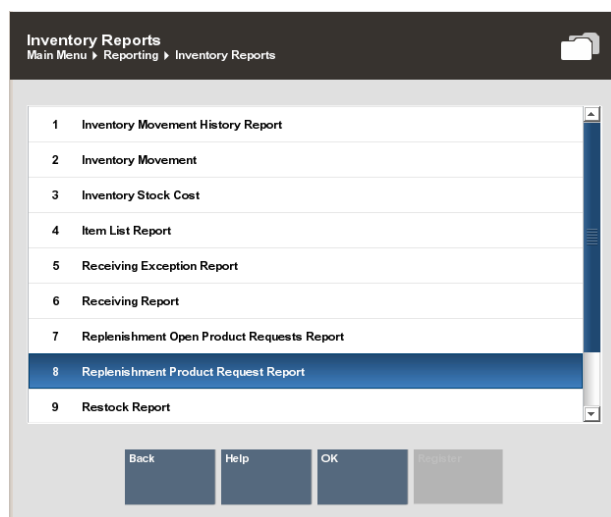 Inventory Reports
Main Menu ▸ Reporting ▸ Inventory Reports
1 Inventory Movement History Report
2 Inventory Movement
3 Inventory Stock Cost
4 Item List Report
5 Receiving Exception Report
6 Receiving Report
7 Replenishment Open Product Requests Report
8 Replenishment Product Request Report
9 Restock Report
Back Help OK Register